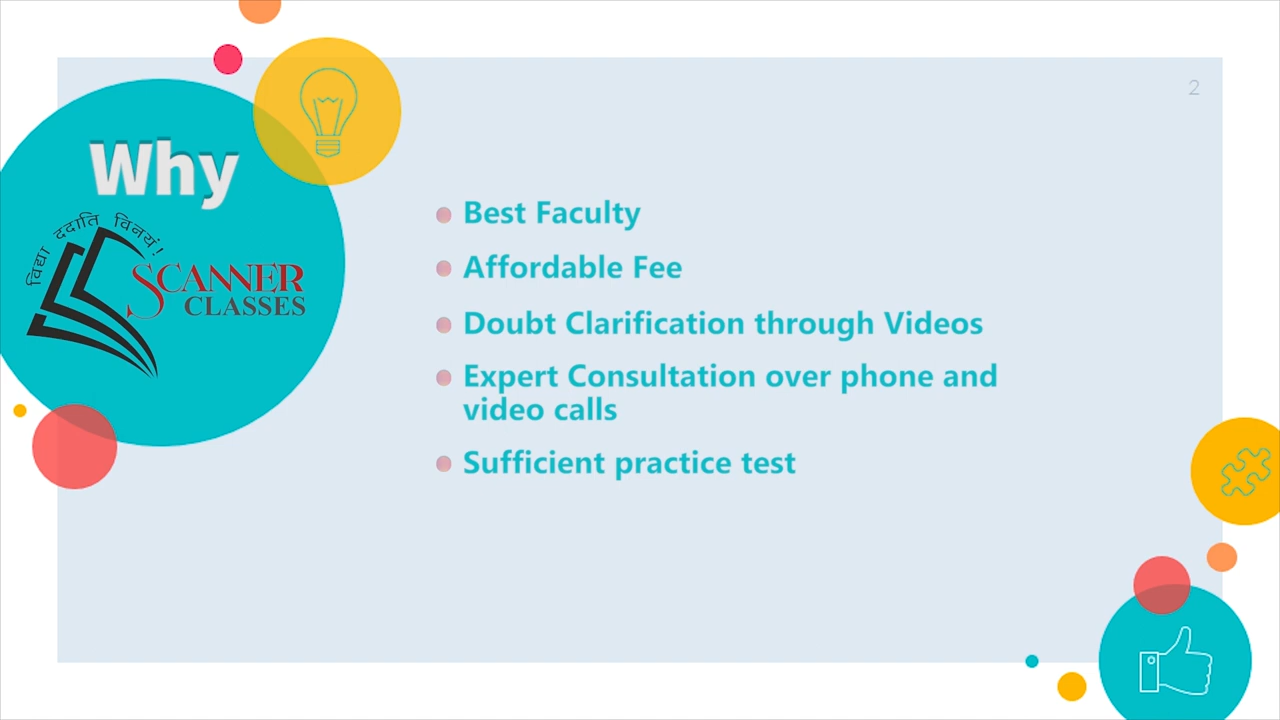 2
Why
विद्या ददाति विनयं!
SCANNER
CLASSES
Best Faculty
Affordable Fee
Doubt Clarification through Videos
Expert Consultation over phone and
video calls
Sufficient practice test